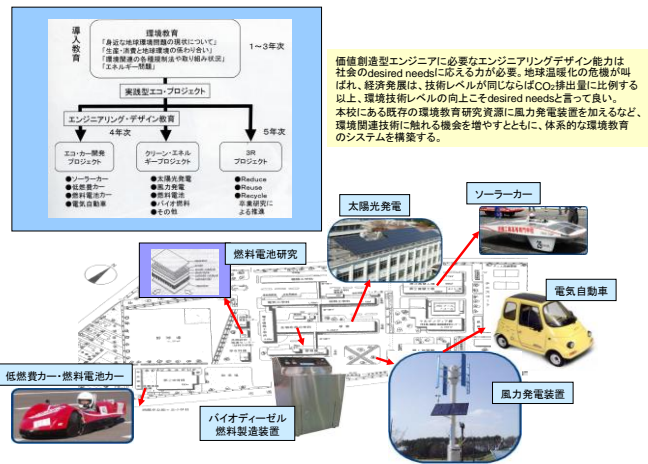 導入教育
環境教育
「身近な地球環境問題の現状について」
「生産・消費と地球環境の係わり合い」
「環境関連の各種規制法や取り組み状況」
「エネルギー問題」
1～3年次
実践型エコ・プロジェクト
エンジニアリング・デザイン教育
4年次
5年次
エコ・カー開発
プロジェクト
クリーン・エネル
ギープロジェクト
3R
プロジェクト
●ソーラーカー
●低燃費カー
●燃料電池カー
●電気自動車
●太陽光発電
●風力発電
●燃料電池
●バイオ燃料
●その他
●Reduce
●Reuse
●Recycle
卒業研究に
よる推進
価値創造型エンジニアに必要なエンジニアリングデザイン能力は
社会のdesired needsに応える力が必要。地球温暖化の危機が叫
ばれ、経済発展は、技術レベルが同じならばCO₂排出量に比例する
以上、環境技術レベルの向上こそdesired needsと言って良い。
本校にある既存の環境教育研究資源に風力発電装置を加えるなど、
環境関連技術に触れる機会を増やすとともに、体系的な環境教育
のシステムを構築する。
太陽光発電
ソーラーカー
燃料電池研究
電気自動車
低燃費カー・燃料電池カー
バイオディーゼル
燃料製造装置
風力発電装置